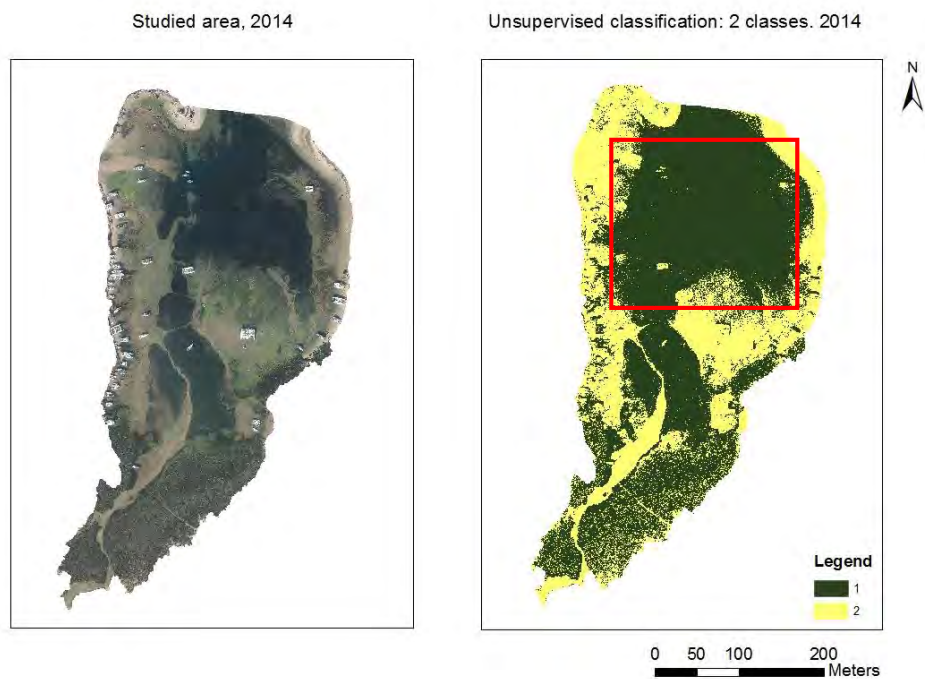 Studied area, 2014
Unsupervised classification: 2 classes. 2014
N
Legend
1
2
0 50 100 200
Meters